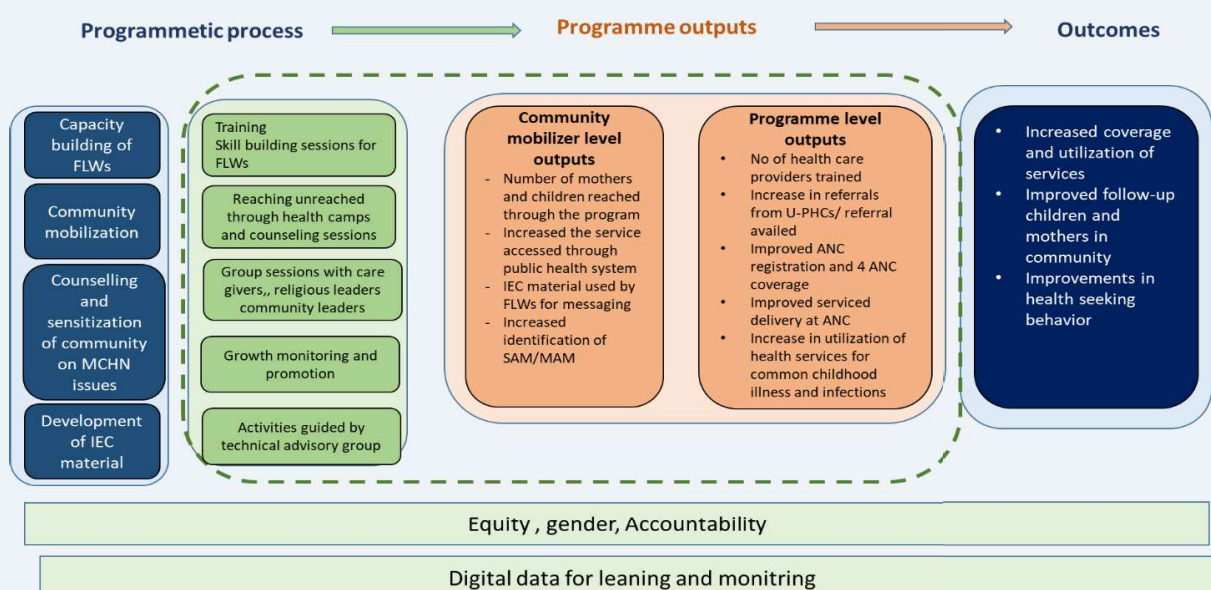 Programmetic process
Programme outputs
Outcomes
Capacity
building of
FLWs
Community
mobilization
Counselling
and
sensitization
of community
on MCHN
issues
Development
of IEC
material
Training
Skill building sessions for
FLWs
Reaching unreached
through health camps
and counseling sessions
Group sessions with care
givers,, religious leaders
community leaders
Growth monitoring and
promotion
Activities guided by
technical advisory group
Community
mobilizer level
outputs
- Number of mothers
and children reached
through the program
- Increased the service
accessed through
public health system
- IEC material used by
FLWs for messaging
- Increased
identification of
SAM/MAM
Programme level
outputs
• No of health care
providers trained
• Increase in referrals
from U-PHCs/ referral
availed
• Improved ANC
registration and 4 ANC
coverage
• Improved serviced
delivery at ANC
• Increase in utilization of
health services for
common childhood
illness and infections
• Increased coverage
and utilization of
services
• Improved follow-up
children and
mothers in
community
• Improvements in
health seeking
behavior
Equity , gender, Accountability
Digital data for leaning and monitring